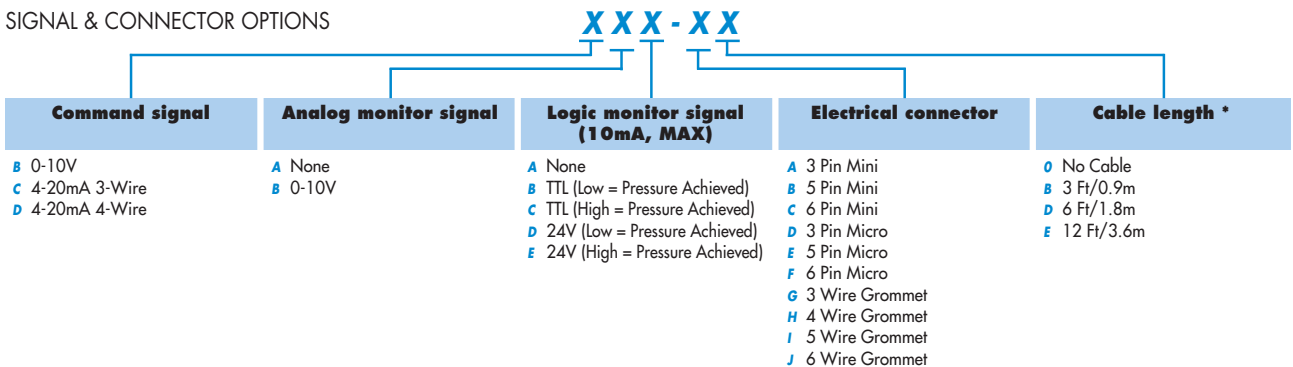 SIGNAL & CONNECTOR OPTIONS
X X X - X X
Command signal
B 0-10V
C 4-20mA 3-Wire
D 4-20mA 4-Wire
Analog monitor signal
A None
B 0-10V
Logic monitor signal
(10mA, MAX)
A None
B TTL (Low = Pressure Achieved)
C TTL (High = Pressure Achieved)
D 24V (Low = Pressure Achieved)
E 24V (High = Pressure Achieved)
Electrical connector
A 3 Pin Mini
B 5 Pin Mini
C 6 Pin Mini
D 3 Pin Micro
E 5 Pin Micro
F 6 Pin Micro
G 3 Wire Grommet
H 4 Wire Grommet
I 5 Wire Grommet
J 6 Wire Grommet
Cable length *
0 No Cable
B 3 Ft/0.9m
D 6 Ft/1.8m
E 12 Ft/3.6m